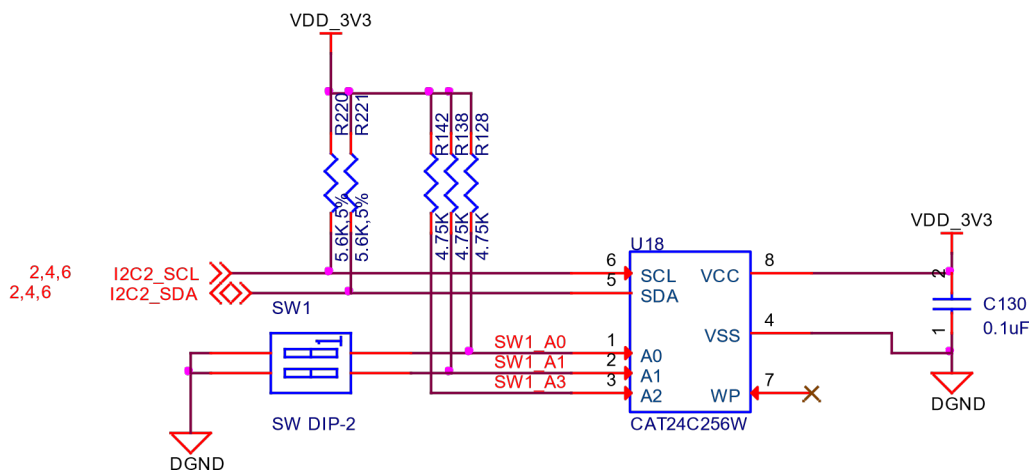 VDD_3V3
R220
R221
R142
R138
R128
5.6K,5%
5.6K,5%
4.75K
4.75K
4.75K
VDD_3V3
U18
2,4,6 I2C2_SCL 6 SCL VCC 8 2
2,4,6 I2C2_SDA 5 SDA
C130
SW1
0.1uF
VSS 4 1
1
SW1_A0 1 A0
SW1_A1 2 A1
SW1_A3 3 A2 WP 7
DGND
SW DIP-2 CAT24C256W
DGND